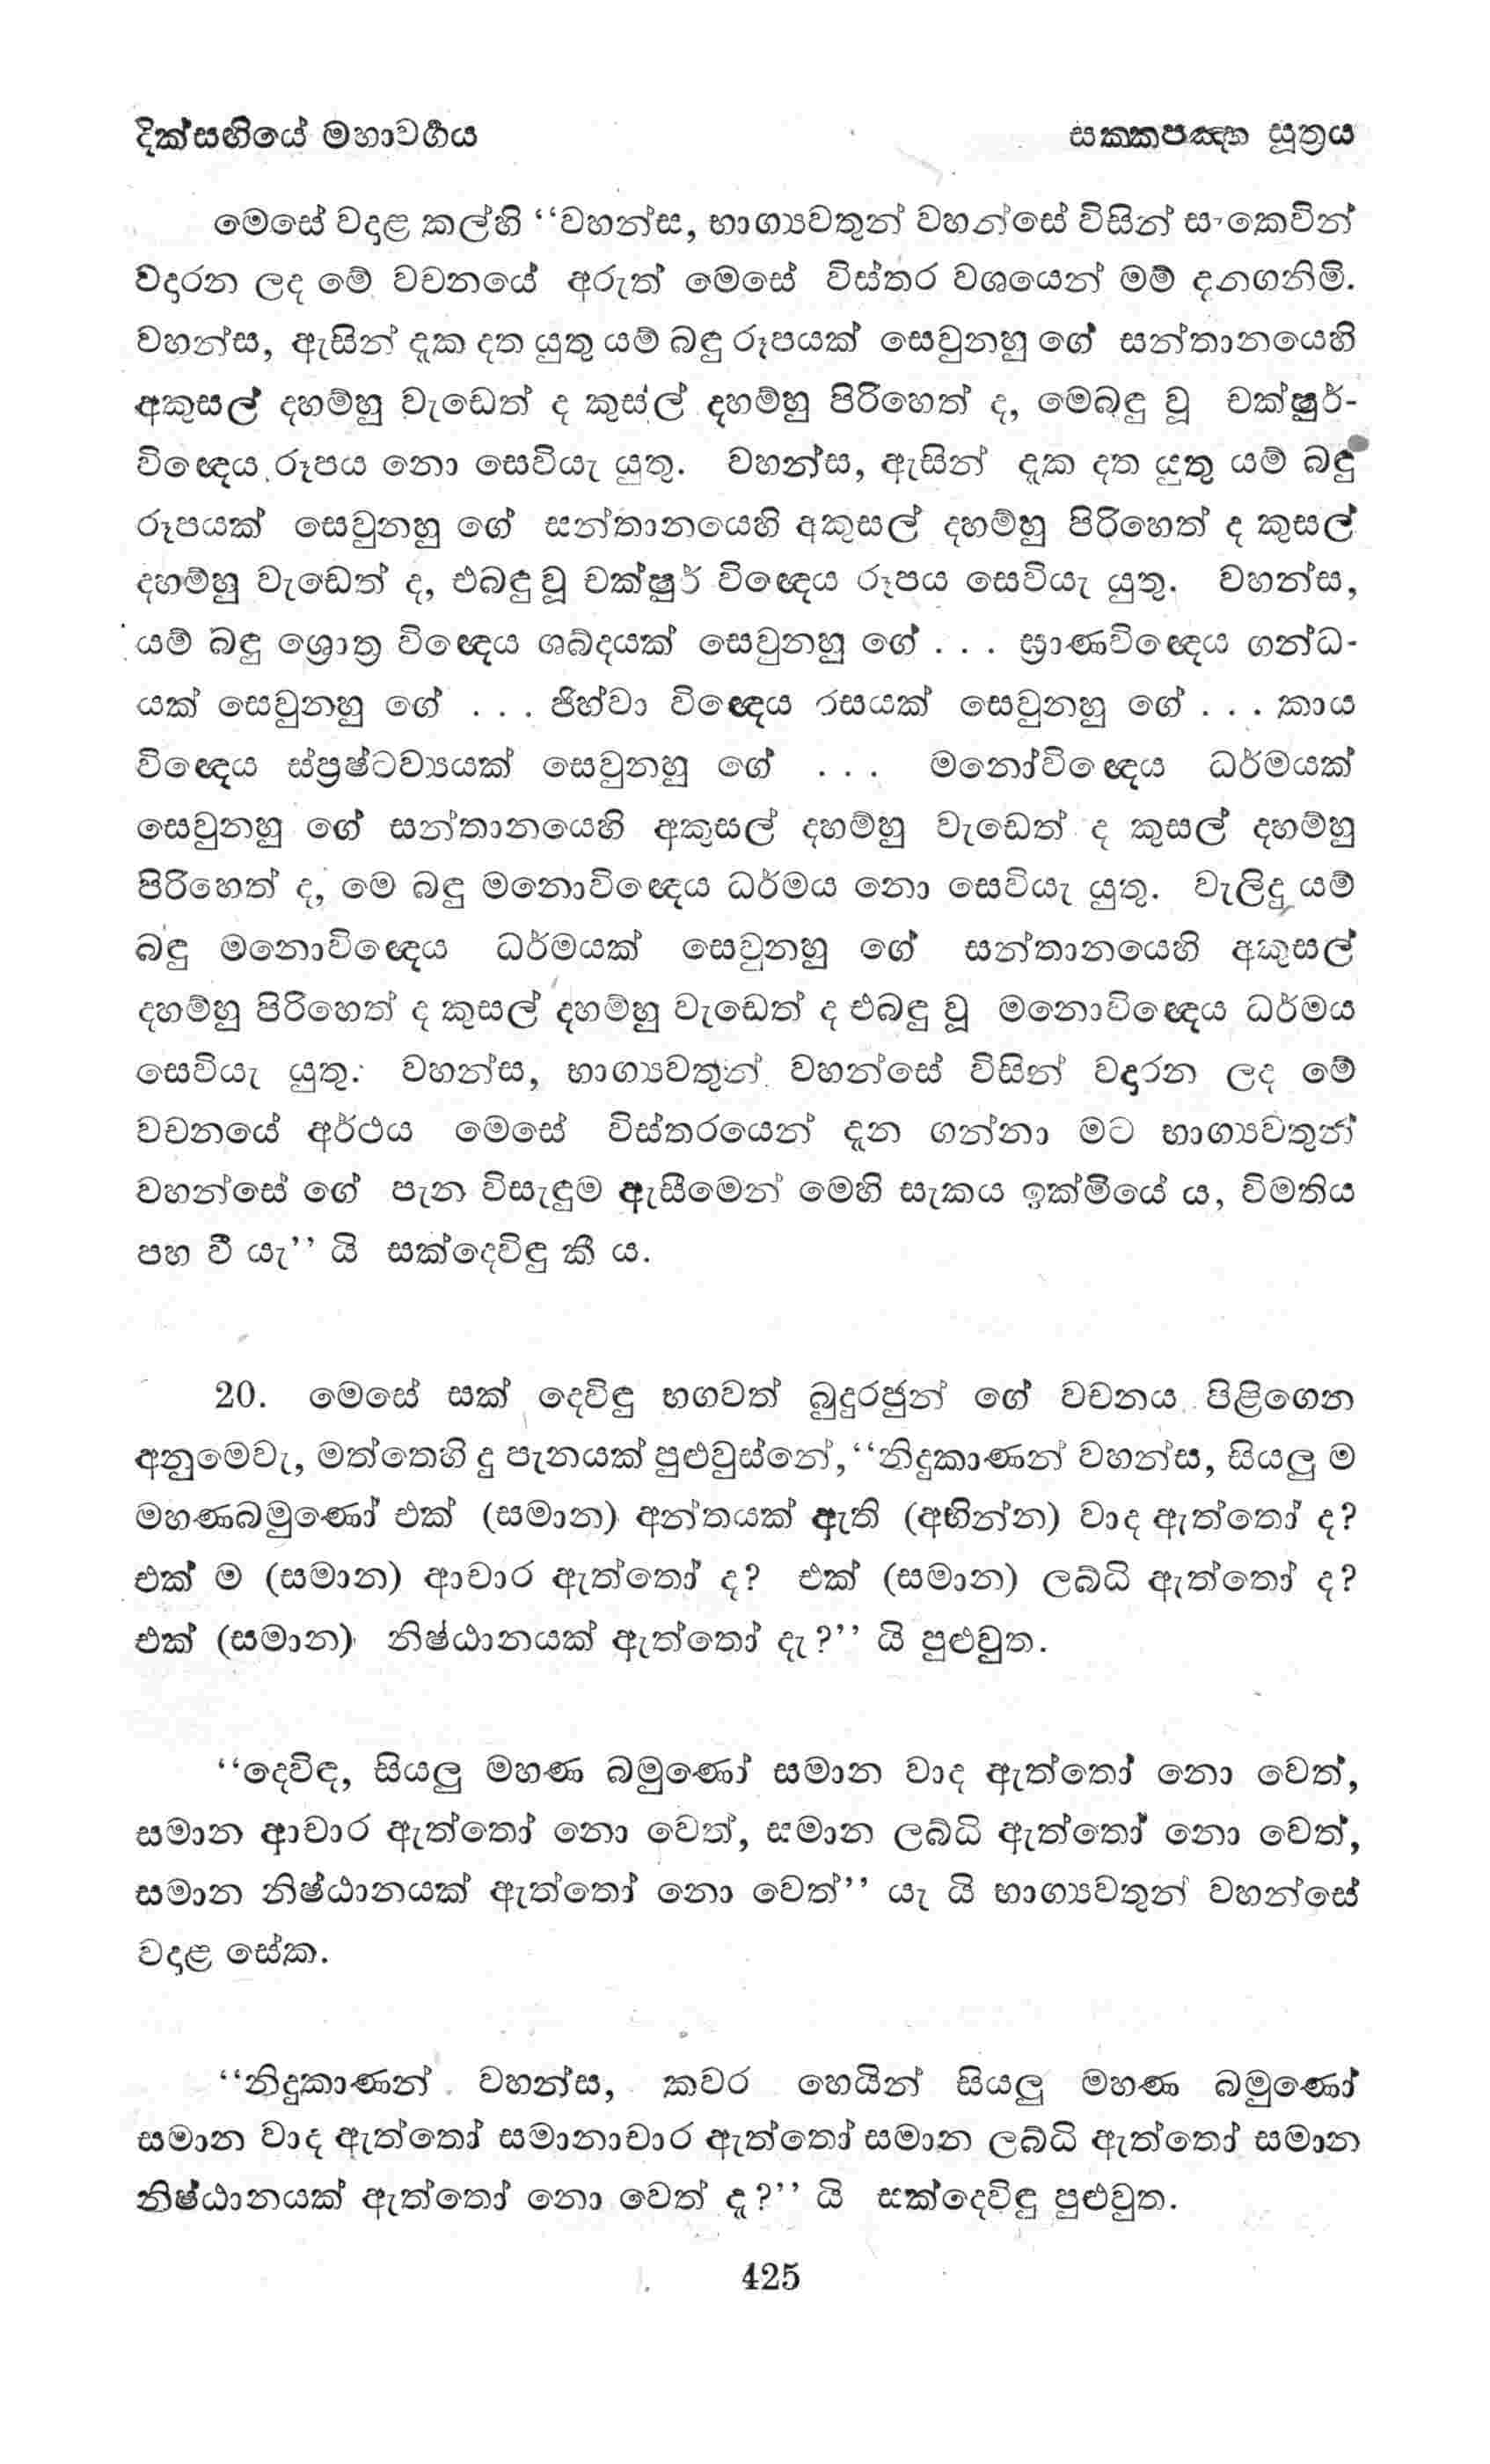 දික්සඟියේ මහාවර්‍ගය
සක්කපඤ්හ සූත්‍රය
මෙසේ වදාළ කල්හි ‘‘වහන්ස, භාග්‍යවතුන් වහන්සේ විසින් සංකෙවින්
වදාරන ලද මේ වචනයේ අරුත් මෙසේ විස්තර වශයෙන් මම් දනගනිමි.
වහන්ස, ඇසින් දැක දත යුතු යම් බඳු රූපයක් සෙවුනහු ගේ සන්තානයෙහි
අකුසල් දහම්හු වැඩෙත් ද කුසල් දහම්හු පිරිහෙත් ද, මෙබඳු වූ චක්ෂුර්-
විඥෙය රූපය නො සෙවියැ යුතු. වහන්ස, ඇසින් දැක දත යුතු යම් බඳු
රූපයක් සෙවුනහු ගේ සන්තානයෙහි අකුසල් දහම්හු පිරිහෙත් ද කුසල්
දහම්හු වැඩෙත් ද, එබඳු වූ චක්ෂුර් විඥෙය රූපය සෙවියැ යුතු. වහන්ස,
යම් බඳු ශ්‍රොත්‍ර විඥෙය ශබ්දයක් සෙවුනහු ගේ . . . ඝ්‍රාණවිඥෙය ගන්ධ-
යක් සෙවුනහු ගේ . . . ජිහ්වා විඥෙය රසයක් සෙවුනහු ගේ . . . කාය
විඥෙය ස්ප්‍රෂ්ටව්‍යයක් සෙවුනහු ගේ . . . මනෝවිඥෙය ධර්මයක්
සෙවුනහු ගේ සන්තානයෙහි අකුසල් දහම්හු වැඩෙත් ද කුසල් දහම්හු
පිරිහෙත් ද, මෙ බඳු මනොවිඥෙය ධර්මය නො සෙවියැ යුතු. වැලිදු යම්
බඳු මනොවිඥෙය ධර්මයක් සෙවුනහු ගේ සන්තානයෙහි අකුසල්
දහම්හු පිරිහෙත් ද කුසල් දහම්හු වැඩෙත් ද එබඳු වූ මනොවිඥෙය ධර්මය
සෙවියැ යුතු. වහන්ස, භාග්‍යවතුන් වහන්සේ විසින් වදාරන ලද මේ
වචනයේ අර්ථය මෙසේ විස්තරයෙන් දැන ගන්නා මට භාග්‍යවතුන්
වහන්සේ ගේ පැන විසැඳුම ඇසීමෙන් මෙහි සැකය ඉක්මියේ ය, විමතිය
පහ වී යැ’’ යි සක්දෙවිඳු කී ය.
20. මෙසේ සක් දෙවිඳු භගවත් බුදුරජුන් ගේ වචනය පිළිගෙන
අනුමෙවැ, මත්තෙහි දු පැනයක් පුළුවුස්නේ, ‘‘නිදුකාණන් වහන්ස, සියලු ම
මහණබමුණෝ එක් (සමාන) අන්තයක් ඇති (අභින්න) වාද ඇත්තෝ ද?
එක් ම (සමාන) ආචාර ඇත්තෝ ද? එක් (සමාන) ලබ්ධි ඇත්තෝ ද?
එක් (සමාන) නිෂ්ඨානයක් ඇත්තෝ දැ?’’ යි පුළුවුත.
‘‘දෙවිඳ, සියලු මහණ බමුණෝ සමාන වාද ඇත්තෝ නො වෙත්,
සමාන ආචාර ඇත්තෝ නො වෙත්, සමාන ලබ්ධි ඇත්තෝ නො වෙත්,
සමාන නිෂ්ඨානයක් ඇත්තෝ නො වෙත්’’ යැ යි භාග්‍යවතුන් වහන්සේ
වදාළ සේක.
‘‘නිදුකාණන් වහන්ස, කවර හෙයින් සියලු මහණ බමුණෝ
සමාන වාද ඇත්තෝ සමානාචාර ඇත්තෝ සමාන ලබ්ධි ඇත්තෝ සමාන
නිෂ්ඨානයක් ඇත්තෝ නො වෙත් දැ?’’ යි සක්දෙවිඳු පුළුවුත.
425